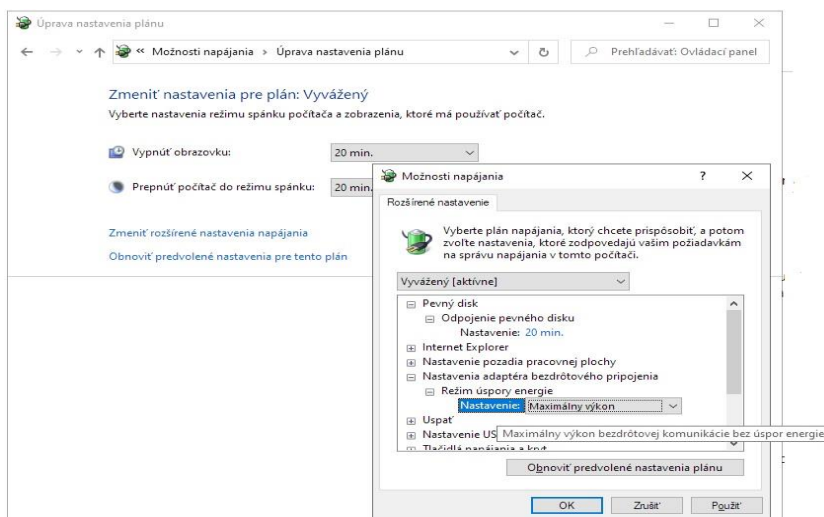 Úprava nastavenia plánu
« Možnosti napájania › Úprava nastavenia plánu
Prehľadávať: Ovládací panel
Zmeniť nastavenia pre plán: Vyvážený
Vyberte nastavenia režimu spánku počítača a zobrazenia, ktoré má používať počítač.
Vypnúť obrazovku: 20 min.
Prepnúť počítač do režimu spánku: 20 min.
Zmeniť rozšírené nastavenia napájania
Obnoviť predvolené nastavenia pre tento plán
Možnosti napájania
Rozšírené nastavenie
Vyberte plán napájania, ktorý chcete prispôsobiť, a potom
zvoľte nastavenia, ktoré zodpovedajú vašim požiadavkám
na správu napájania v tomto počítači.
Vyvážený [aktívne]
Pevný disk
Odpojenie pevného disku
Nastavenie: 20 min.
Internet Explorer
Nastavenie pozadia pracovnej plochy
Nastavenia adaptéra bezdrôtového pripojenia
Režim úspory energie
Nastavenie: Maximálny výkon
Uspať
Nastavenie US
Maximálny výkon bezdrôtovej komunikácie bez úspor energie
Tlačidlá napájania a kryt
Obnoviť predvolené nastavenia plánu
OK Zrušiť Použiť